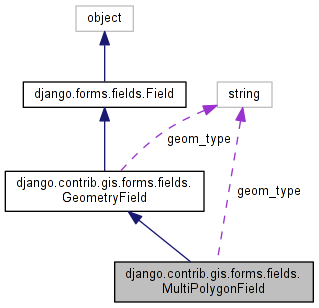 object
django.forms.fields.Field
string
geom_type
django.contrib.gis.forms.fields.
GeometryField
geom_type
django.contrib.gis.forms.fields.
MultiPolygonField